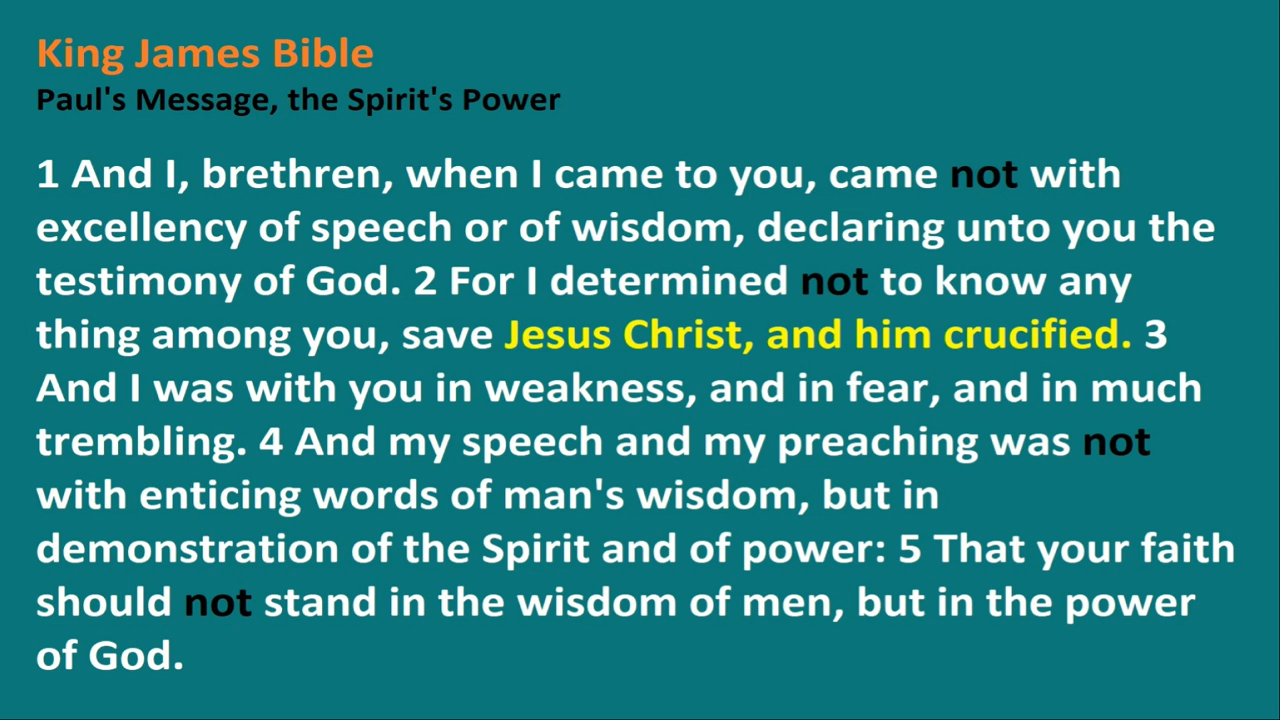 King James Bible
Paul's Message, the Spirit's Power
1 And I, brethren, when I came to you, came not with
excellency of speech or of wisdom, declaring unto you the
testimony of God. 2 For I determined not to know any
thing among you, save Jesus Christ, and him crucified. 3
And I was with you in weakness, and in fear, and in much
trembling. 4 And my speech and my preaching was not
with enticing words of man's wisdom, but in
demonstration of the Spirit and of power: 5 That your faith
should not stand in the wisdom of men, but in the power
of God.